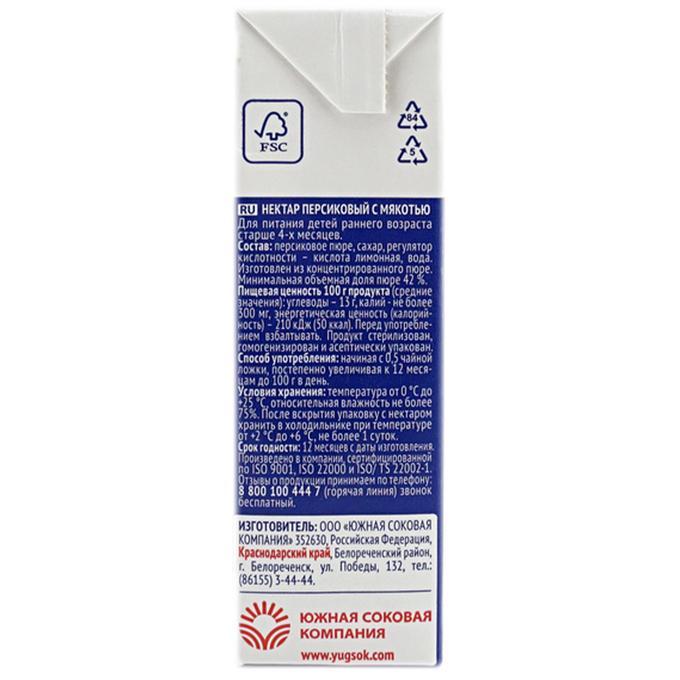 FSC
84
5
RU НЕКТАР ПЕРСИКОВЫЙ С МЯКОТЬЮ
Для питания детей раннего возраста
старше 4-х месяцев.
Состав: персиковое пюре, сахар, регулятор
кислотности – кислота лимонная, вода.
Изготовлен из концентрированного пюре.
Минимальная объемная доля пюре 42 %.
Пищевая ценность 100 г продукта (средние
значения): углеводы – 13 г, калий - не более
300 мг, энергетическая ценность (калорий-
ность) – 210 кДж (50 ккал). Перед употребле-
нием взбалтывать. Продукт стерилизован,
гомогенизирован и асептически упакован.
Способ употребления: начиная с 0,5 чайной
ложки, постепенно увеличивая к 12 меся-
цам до 100 г в день.
Условия хранения: температура от 0 °С до
+25 °С, относительная влажность не более
75%. После вскрытия упаковку с нектаром
хранить в холодильнике при температуре
от +2 °С до +6 °С, не более 1 суток.
Срок годности: 12 месяцев с даты изготовления.
Произведено в компании, сертифицированной
по ISO 9001, ISO 22000 и ISO/ TS 22002-1.
Отзывы о продукции принимаем по телефону:
8 800 100 444 7 (горячая линия) звонок
бесплатный.
ИЗГОТОВИТЕЛЬ: ООО «ЮЖНАЯ СОКОВАЯ
КОМПАНИЯ» 352630, Российская Федерация,
Краснодарский край, Белореченский район,
г. Белореченск, ул. Победы, 132, тел.:
(86155) 3-44-44.
ЮЖНАЯ СОКОВАЯ
КОМПАНИЯ
www.yugsok.com